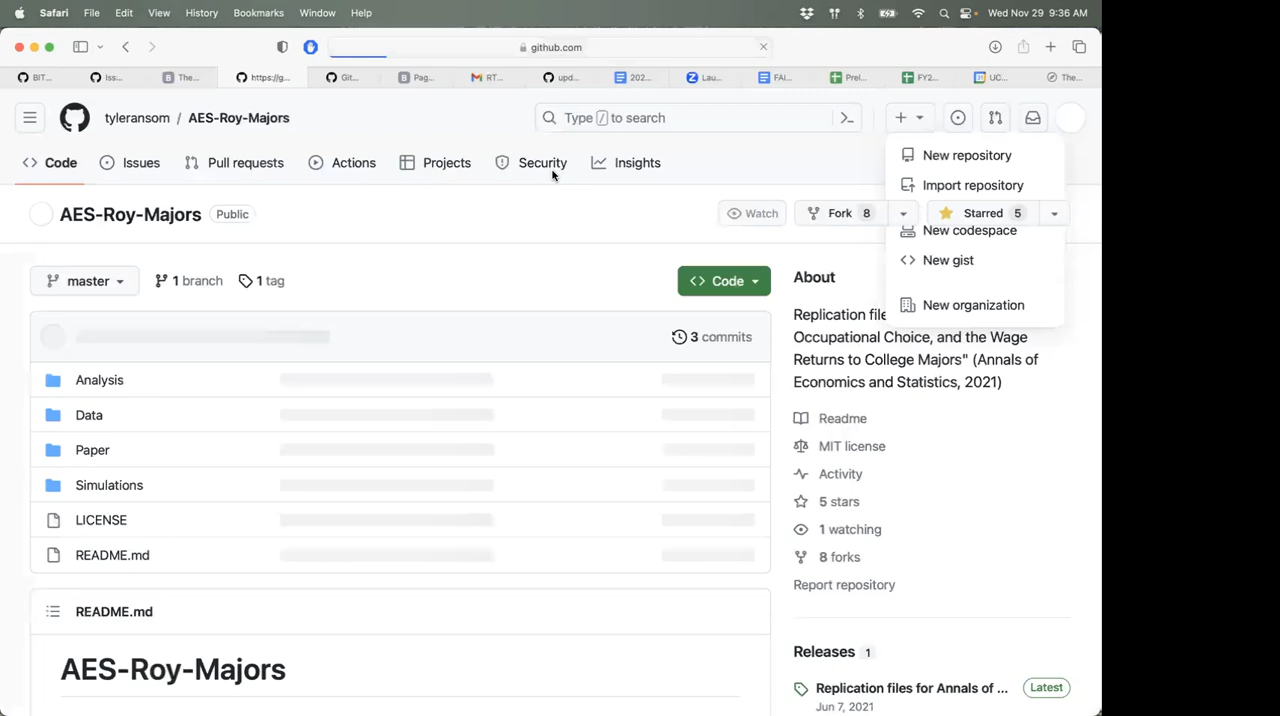 Safari File Edit View History Bookmarks Window Help Wed Nov 29 9:36 AM
github.com
BIT... Iss... The... https://g... Git... Pag... RT... upd... 202... Lau... FAI... Prel... FY2... UC... The...
tyleransom / AES-Roy-Majors Type / to search
Code Issues Pull requests Actions Projects Security Insights
New repository
Import repository
New codespace
New gist
New organization
AES-Roy-Majors Public Watch Fork 8 Starred 5
master 1 branch 1 tag Code
3 commits
Analysis
Data
Paper
Simulations
LICENSE
README.md
README.md
AES-Roy-Majors
About
Replication file
Occupational Choice, and the Wage
Returns to College Majors" (Annals of
Economics and Statistics, 2021)
Readme
MIT license
Activity
5 stars
1 watching
8 forks
Report repository
Releases 1
Replication files for Annals of ... Latest
Jun 7, 2021